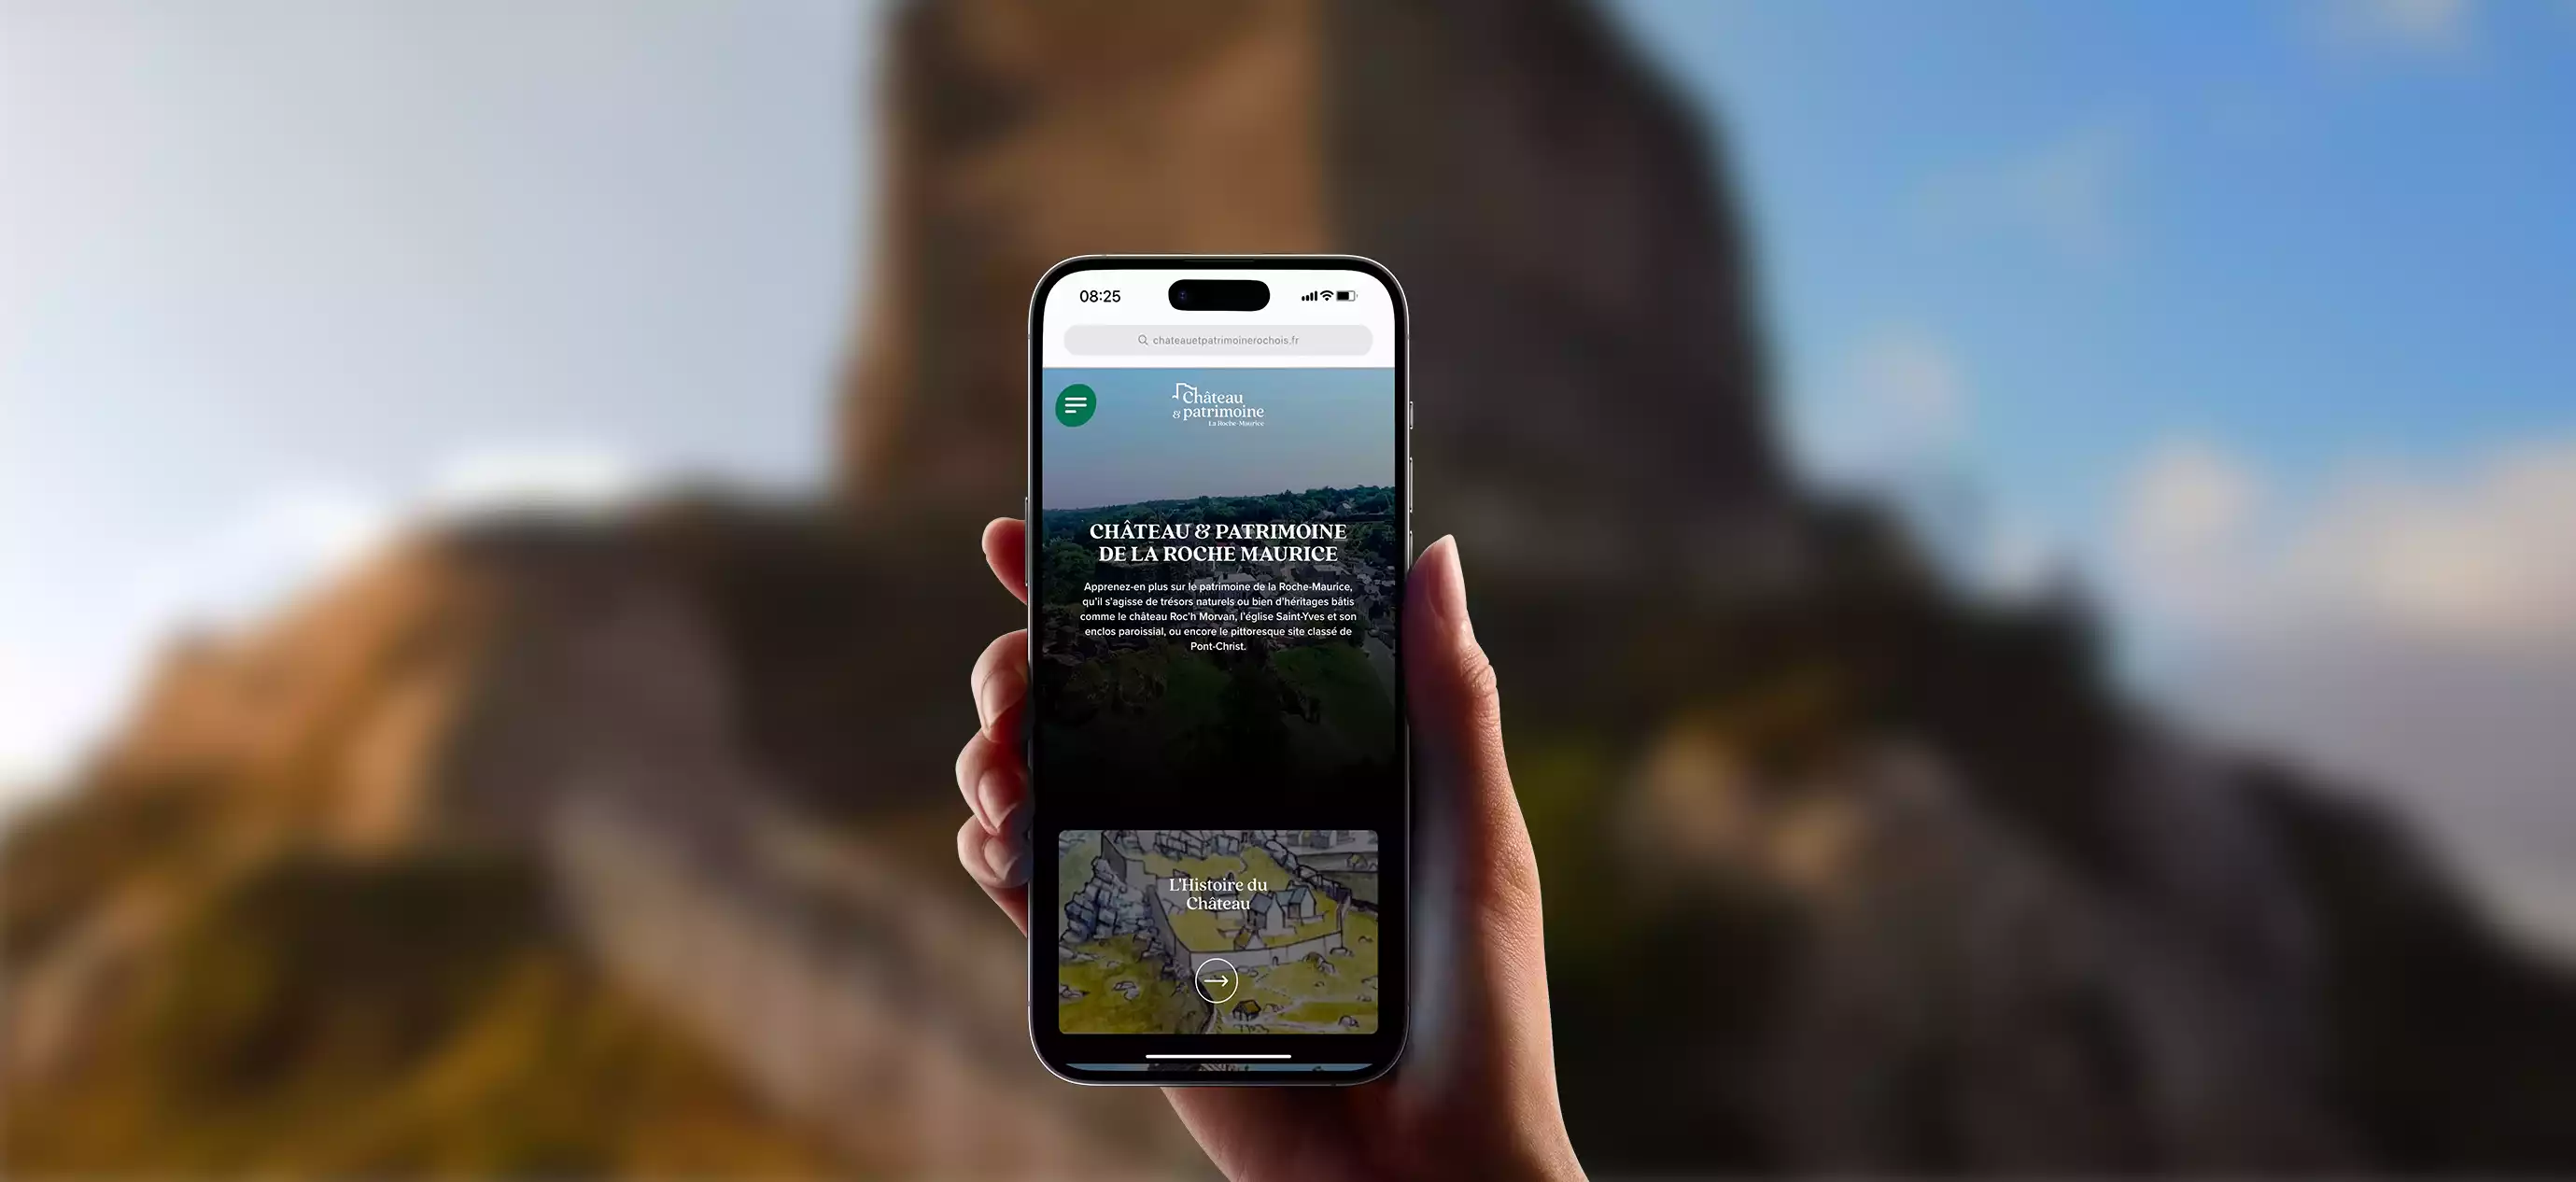 08:25
chateauetpatrimoinerochois.fr
Château
& patrimoine
La Roche-Maurice
CHÂTEAU & PATRIMOINE
DE LA ROCHE MAURICE
Apprenez-en plus sur le patrimoine de la Roche-Maurice,
qu'il s'agisse de trésors naturels ou bien d'héritages bâtis
comme le château Roc'h Morvan, l'église Saint-Yves et son
enclos paroissial, ou encore le pittoresque site classé de
Pont-Christ.
L'Histoire du
Château